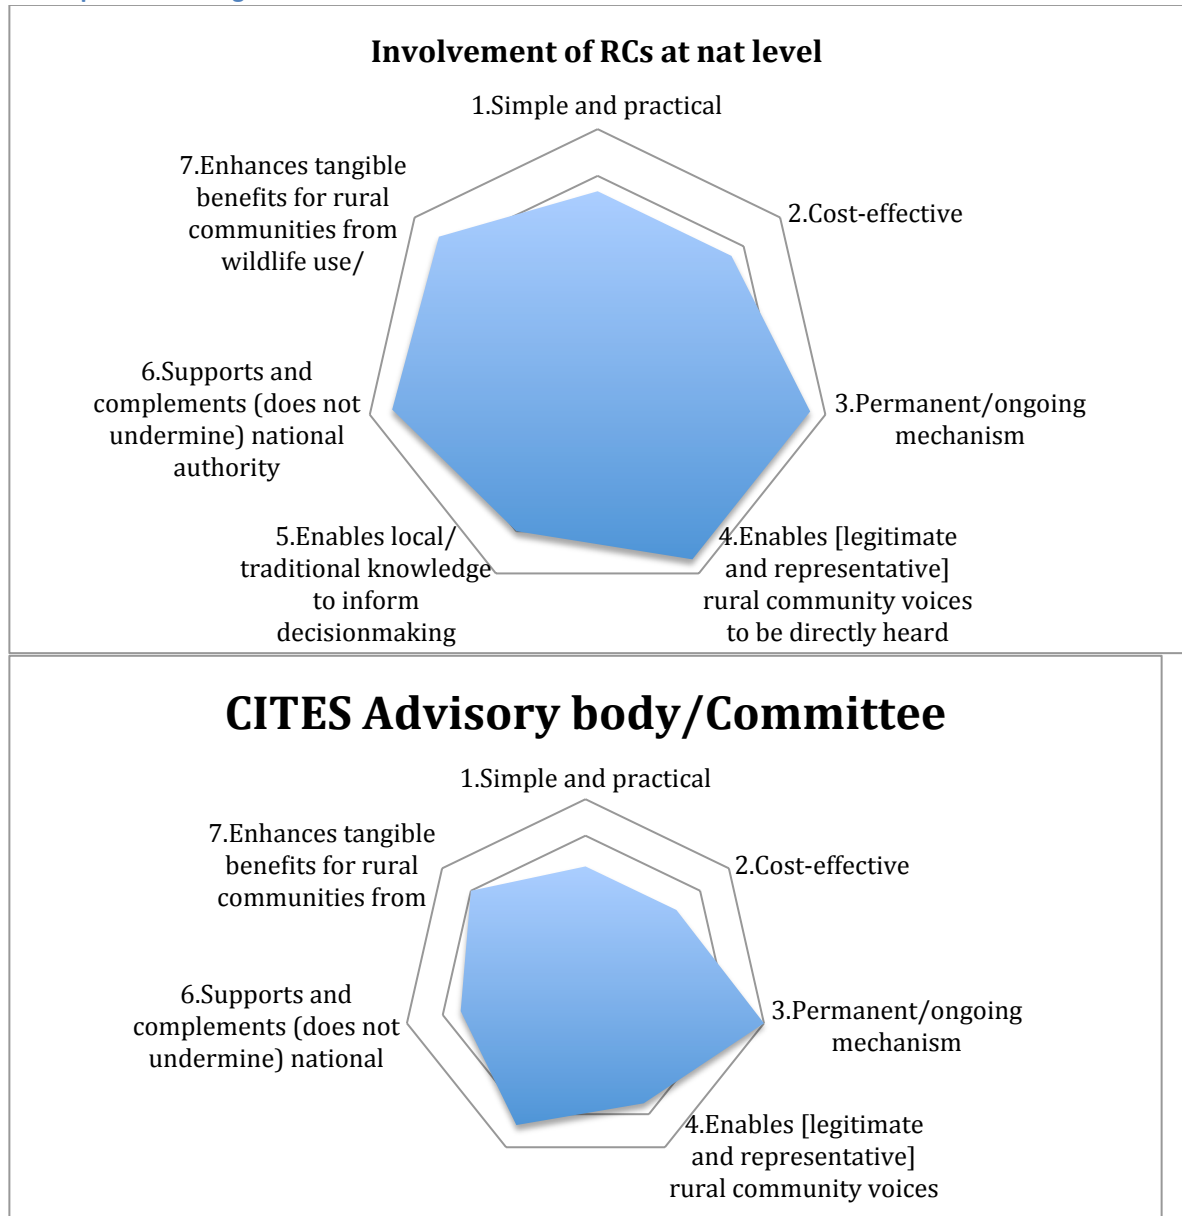 Involvement of RCs at nat level
1.Simple and practical
7.Enhances tangible
benefits for rural
communities from
wildlife use/
2.Cost-effective
6.Supports and
complements (does not
undermine) national
authority
3.Permanent/ongoing
mechanism
5.Enables local/
traditional knowledge
to inform
decisionmaking
4.Enables [legitimate
and representative]
rural community voices
to be directly heard
CITES Advisory body/Committee
1.Simple and practical
7.Enhances tangible
benefits for rural
communities from
2.Cost-effective
6.Supports and
complements (does not
undermine) national
3.Permanent/ongoing
mechanism
4.Enables [legitimate
and representative]
rural community voices